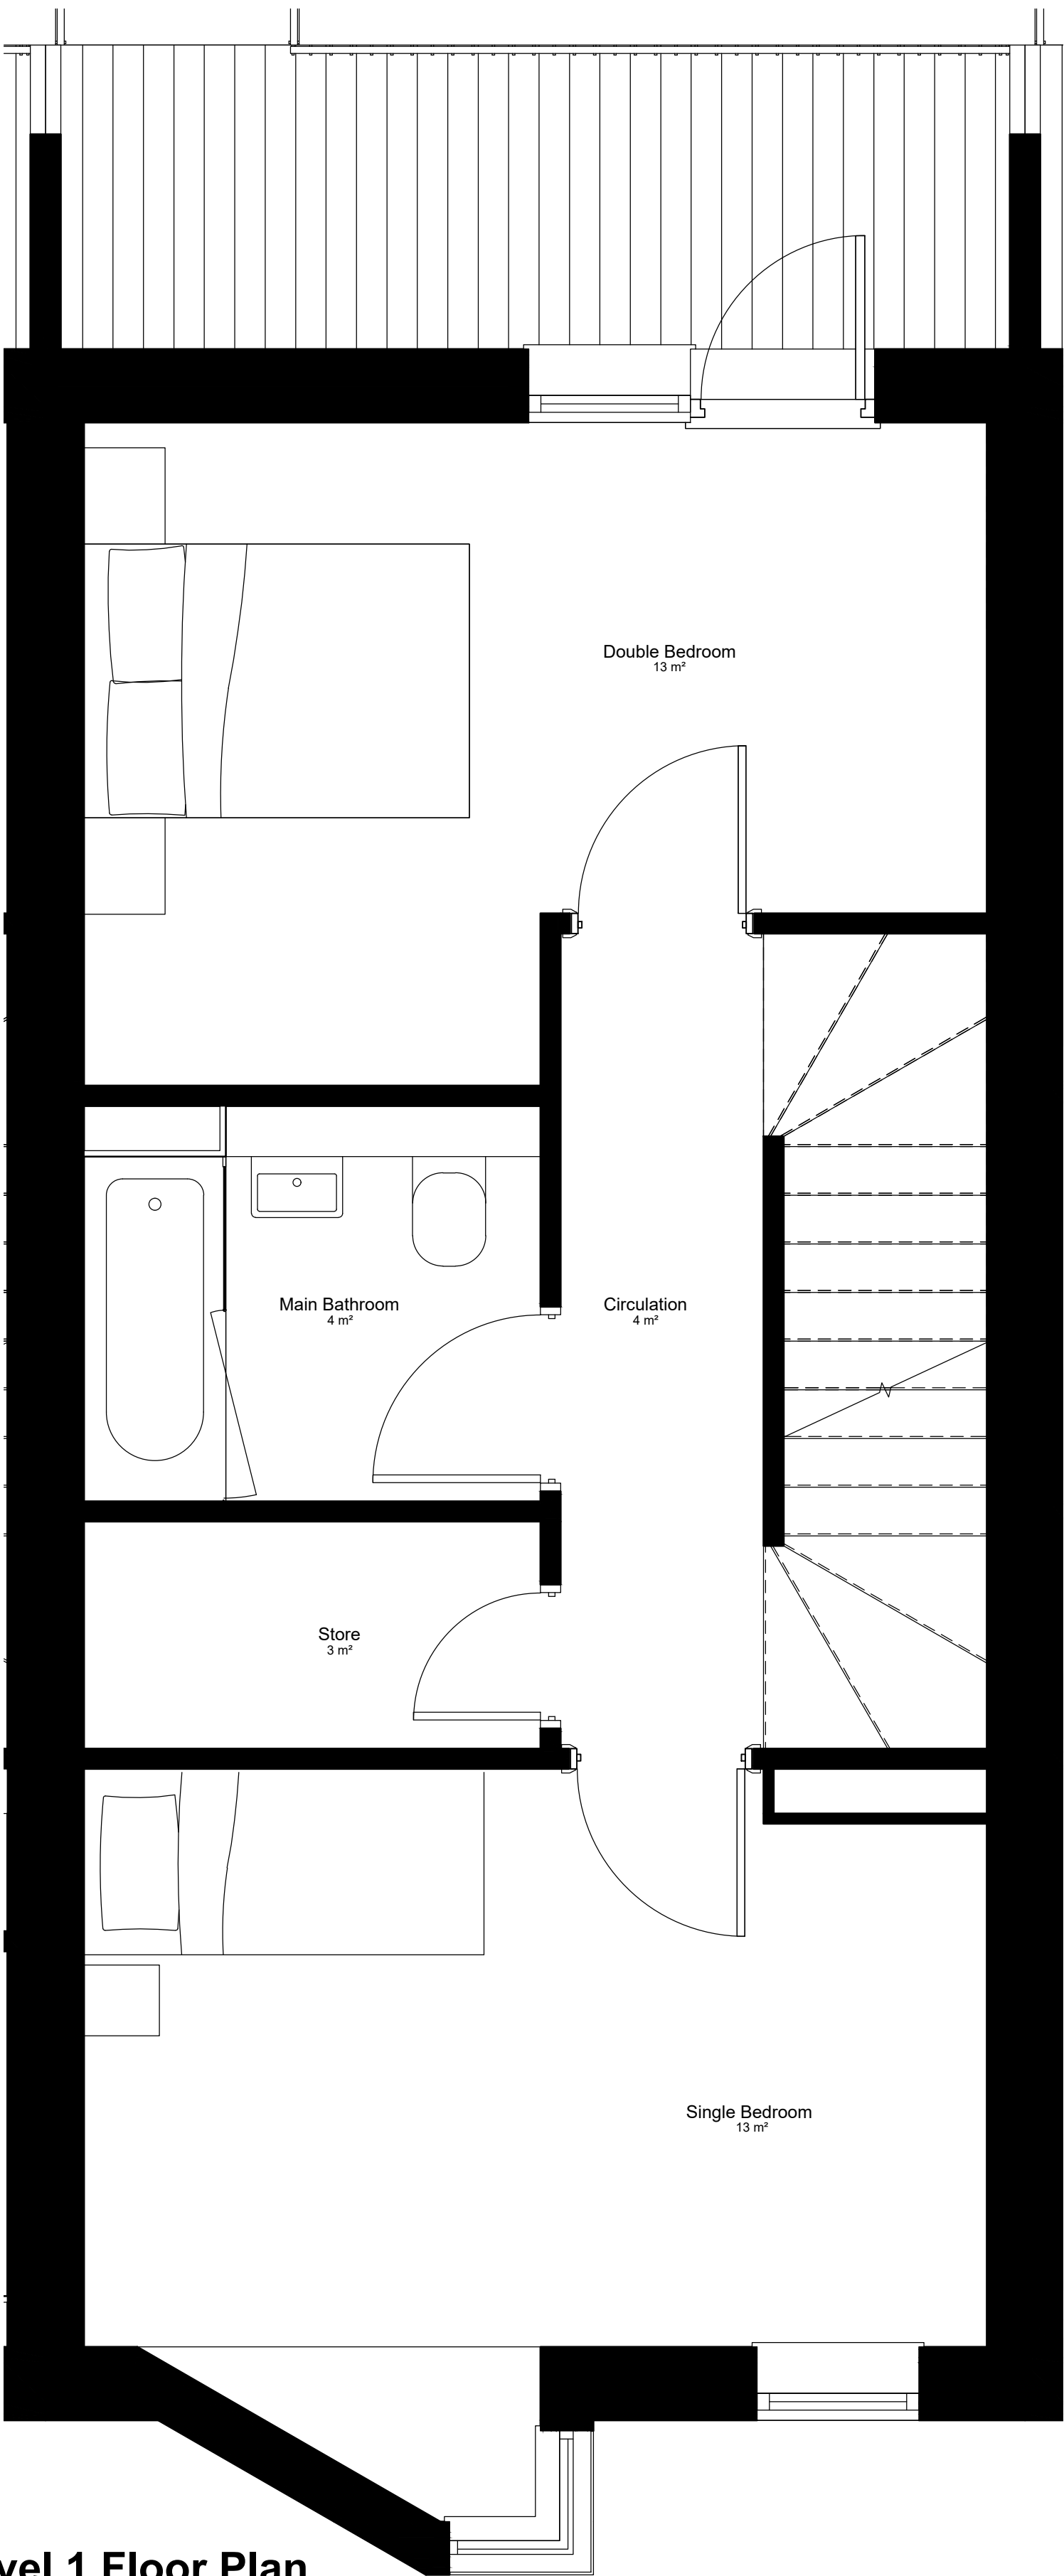 Double Bedroom
13 m²
Main Bathroom
4 m²
Circulation
4 m²
Store
3 m²
Single Bedroom
13 m²
vel 1 Floor Plan